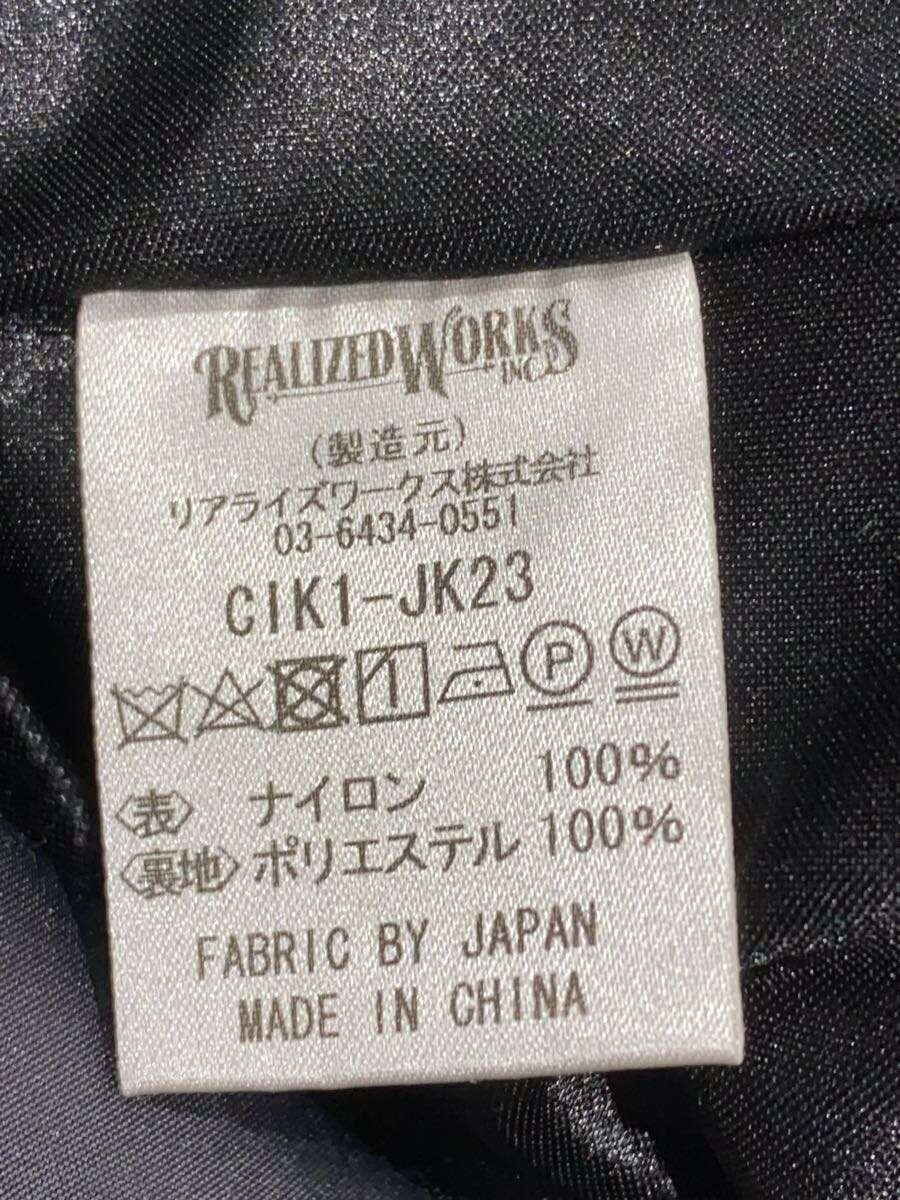 REALIZED WORKS
INC.
(製造元)
リアライズワークス株式会社
03-6434-0551
CIK1-JK23
P W
〈表〉 ナイロン 100%
〈裏地〉 ポリエステル 100%
FABRIC BY JAPAN
MADE IN CHINA